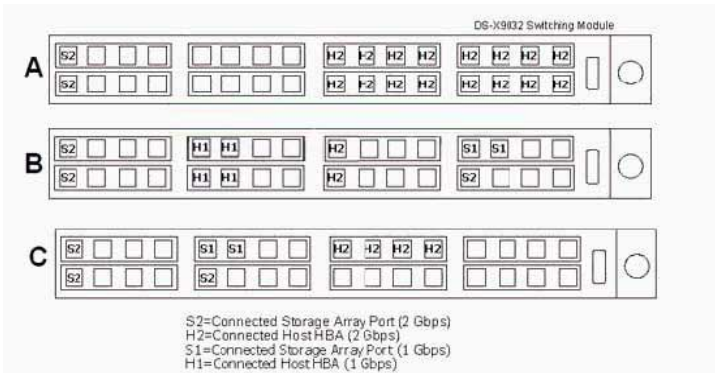 DS-X9032 Switching Module
A
S2 H2 H2 H2 H2 H2 H2 H2 H2
S2 H2 H2 H2 H2 H2 H2 H2 H2
B
S2 H1 H1 H2 S1 S1
S2 H1 H1 H2 S2
C
S2 S1 S1 H2 H2 H2 H2
S2 S2
S2=Connected Storage Array Port (2 Gbps)
H2=Connected Host HBA (2 Gbps)
S1=Connected Storage Array Port (1 Gbps)
H1=Connected Host HBA (1 Gbps)